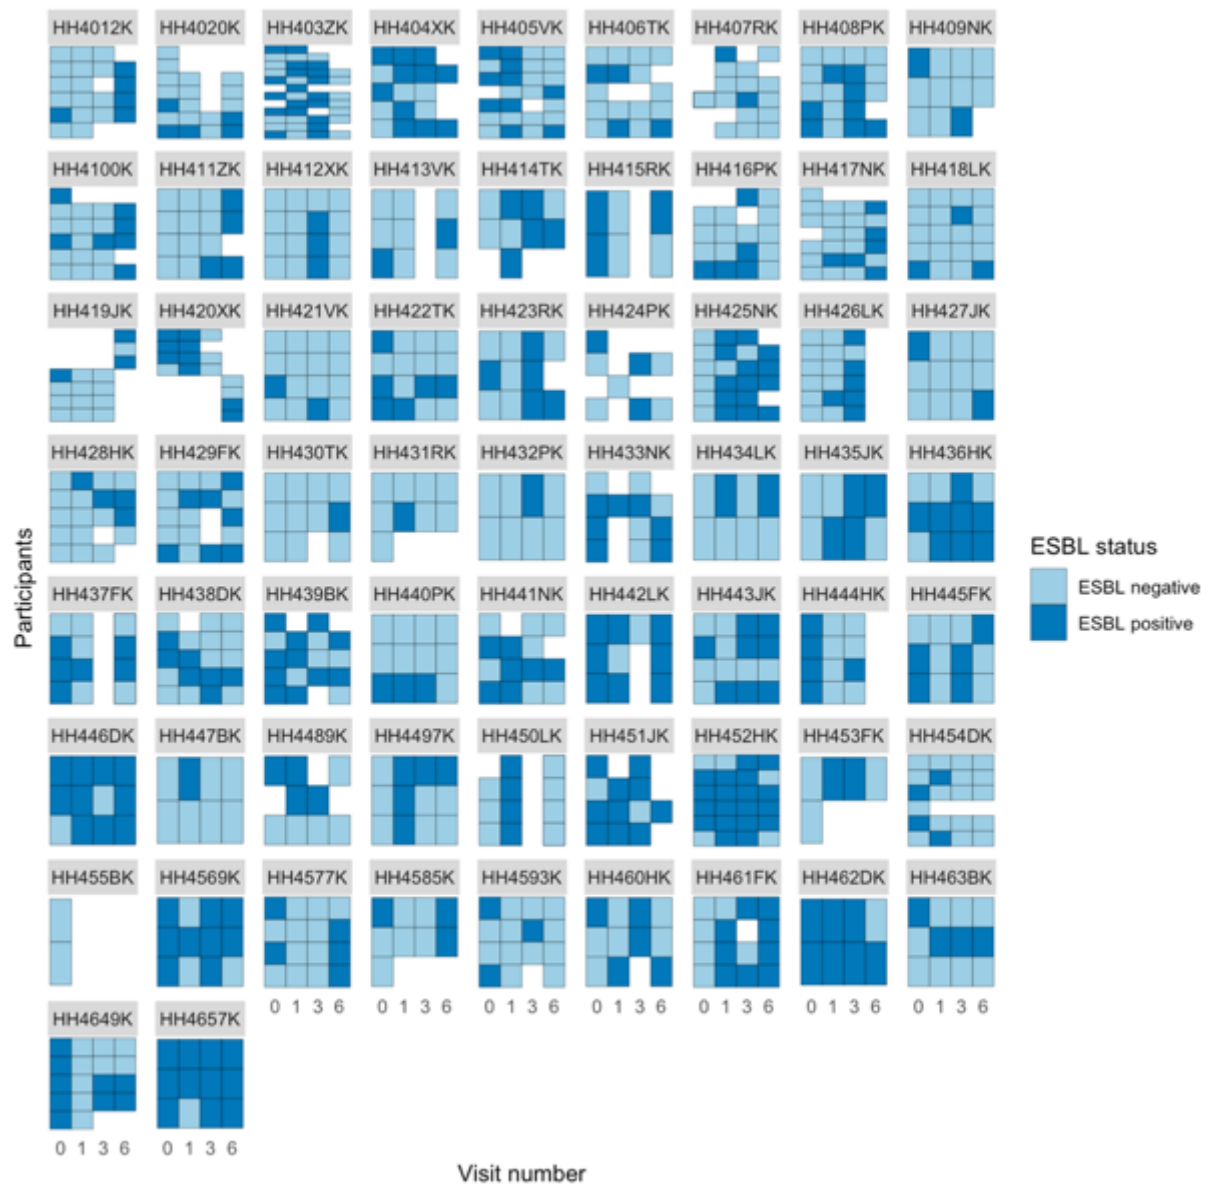 HH4012K HH4020K HH403ZK HH404XK HH405VK HH406TK HH407RK HH408PK HH409NK
HH4100K HH411ZK HH412XK HH413VK HH414TK HH415RK HH416PK HH417NK HH418LK
HH419JK HH420XK HH421VK HH422TK HH423RK HH424PK HH425NK HH426LK HH427JK
HH428HK HH429FK HH430TK HH431RK HH432PK HH433NK HH434LK HH435JK HH436HK
HH437FK HH438DK HH439BK HH440PK HH441NK HH442LK HH443JK HH444HK HH445FK
HH446DK HH447BK HH4489K HH4497K HH450LK HH451JK HH452HK HH453FK HH454DK
HH455BK HH4569K HH4577K HH4585K HH4593K HH460HK HH461FK HH462DK HH463BK
0 1 3 6 0 1 3 6 0 1 3 6 0 1 3 6 0 1 3 6 0 1 3 6 0 1 3 6
HH4649K HH4657K
0 1 3 6 0 1 3 6
Participants
Visit number
ESBL status
ESBL negative
ESBL positive